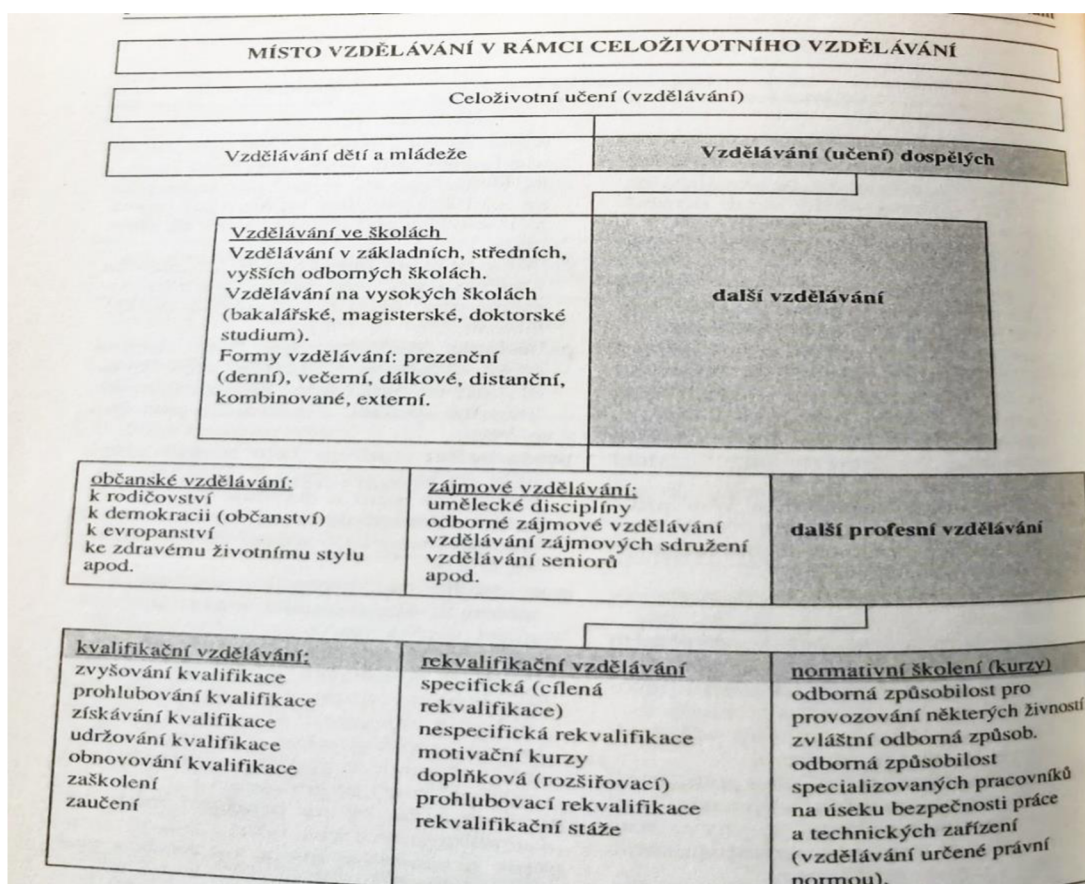 MÍSTO VZDĚLÁVÁNÍ V RÁMCI CELOŽIVOTNÍHO VZDĚLÁVÁNÍ
Celoživotní učení (vzdělávání)
Vzdělávání dětí a mládeže
Vzdělávání (učení) dospělých
Vzdělávání ve školách
Vzdělávání v základních, středních,
vyšších odborných školách.
Vzdělávání na vysokých školách
(bakalářské, magisterské, doktorské
studium).
Formy vzdělávání: prezenční
(denní), večerní, dálkové, distanční,
kombinované, externí.
další vzdělávání
občanské vzdělávání:
k rodičovství
k demokracii (občanství)
k evropanství
ke zdravému životnímu stylu
apod.
zájmové vzdělávání:
umělecké disciplíny
odborné zájmové vzdělávání
vzdělávání zájmových sdružení
vzdělávání seniorů
apod.
další profesní vzdělávání
kvalifikační vzdělávání:
zvyšování kvalifikace
prohlubování kvalifikace
získávání kvalifikace
udržování kvalifikace
obnovování kvalifikace
zaškolení
zaučení
rekvalifikační vzdělávání
specifická (cílená
rekvalifikace)
nespecifická rekvalifikace
motivační kurzy
doplňková (rozšiřovací)
prohlubovací rekvalifikace
rekvalifikační stáže
normativní školení (kurzy)
odborná způsobilost pro
provozování některých živností
zvláštní odborná způsob.
odborná způsobilost
specializovaných pracovníků
na úseku bezpečnosti práce
a technických zařízení
(vzdělávání určené právní
normou).